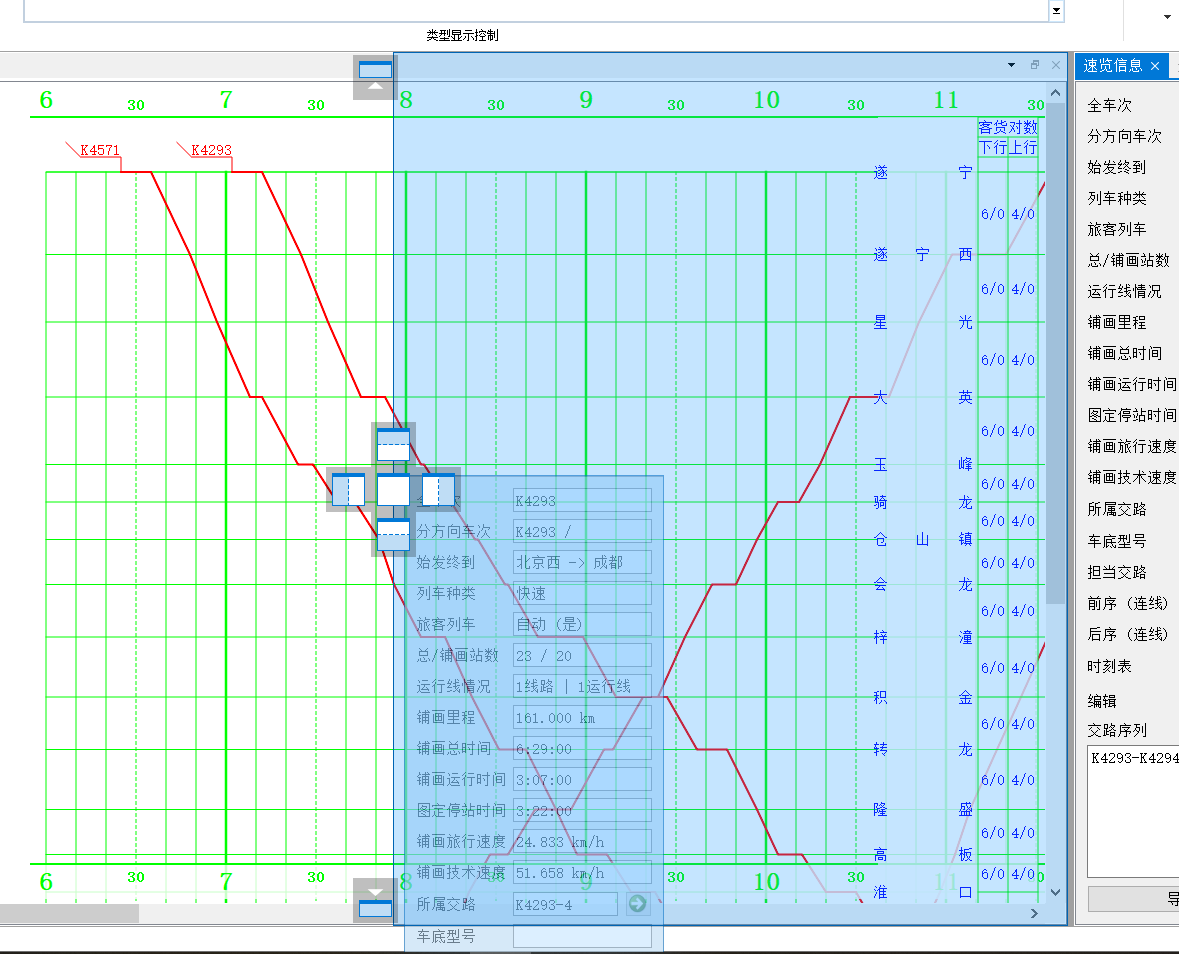 类型显示控制
6 30 7 30 8 30 9 30 10 30 11 30
客货对数
下行 上行
K4571
K4293
遂宁
6/0 4/0
遂宁西
6/0 4/0
星光
6/0 4/0
大英
6/0 4/0
玉峰
6/0 4/0
骑龙
6/0 4/0
仓山镇
6/0 4/0
会龙
6/0 4/0
梓潼
6/0 4/0
积金
6/0 4/0
转龙
6/0 4/0
隆盛
6/0 4/0
高板
6/0 4/0
淮口
6 30 7 30 8 30 9 30 10 30 11 30
K4293
分方向车次 K4293 /
始发终到 北京西 -> 成都
列车种类 快速
旅客列车 自动 (是)
总/铺画站数 23 / 20
运行线情况 1线路 | 1运行线
铺画里程 161.000 km
铺画总时间 6:29:00
铺画运行时间 3:07:00
图定停站时间 3:22:00
铺画旅行速度 24.833 km/h
铺画技术速度 51.658 km/h
所属交路 K4293-4
车底型号
速览信息
全车次
分方向车次
始发终到
列车种类
旅客列车
总/铺画站数
运行线情况
铺画里程
铺画总时间
铺画运行时间
图定停站时间
铺画旅行速度
铺画技术速度
所属交路
车底型号
担当交路
前序 (连线)
后序 (连线)
时刻表
编辑
交路序列
K4293-K4294